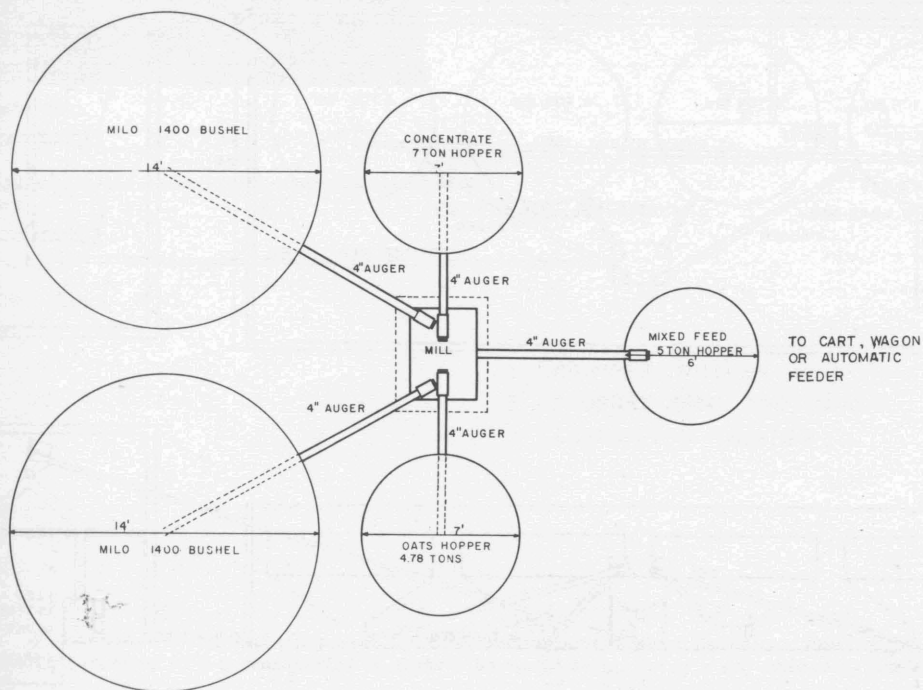 MILO 1400 BUSHEL
14'
CONCENTRATE
7 TON HOPPER
7'
4" AUGER
4" AUGER
MILL
4" AUGER
MIXED FEED
5 TON HOPPER
6'
TO CART, WAGON
OR AUTOMATIC
FEEDER
4" AUGER
4" AUGER
14'
MILO 1400 BUSHEL
7'
OATS HOPPER
4.78 TONS